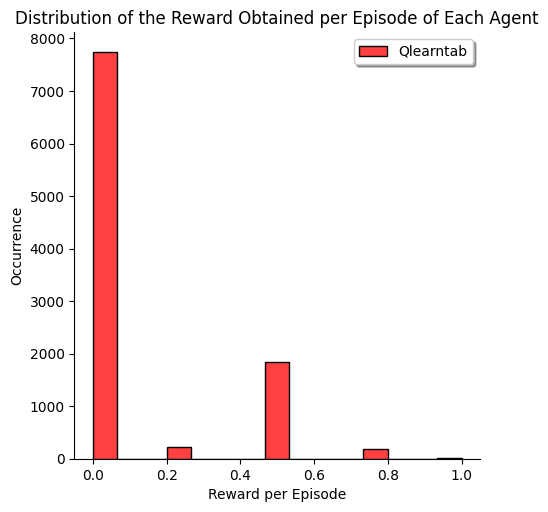 Distribution of the Reward Obtained per Episode of Each Agent
Qlearntab
8000
7000
6000
5000
4000
3000
2000
1000
0
Occurrence
0.0 0.2 0.4 0.6 0.8 1.0
Reward per Episode